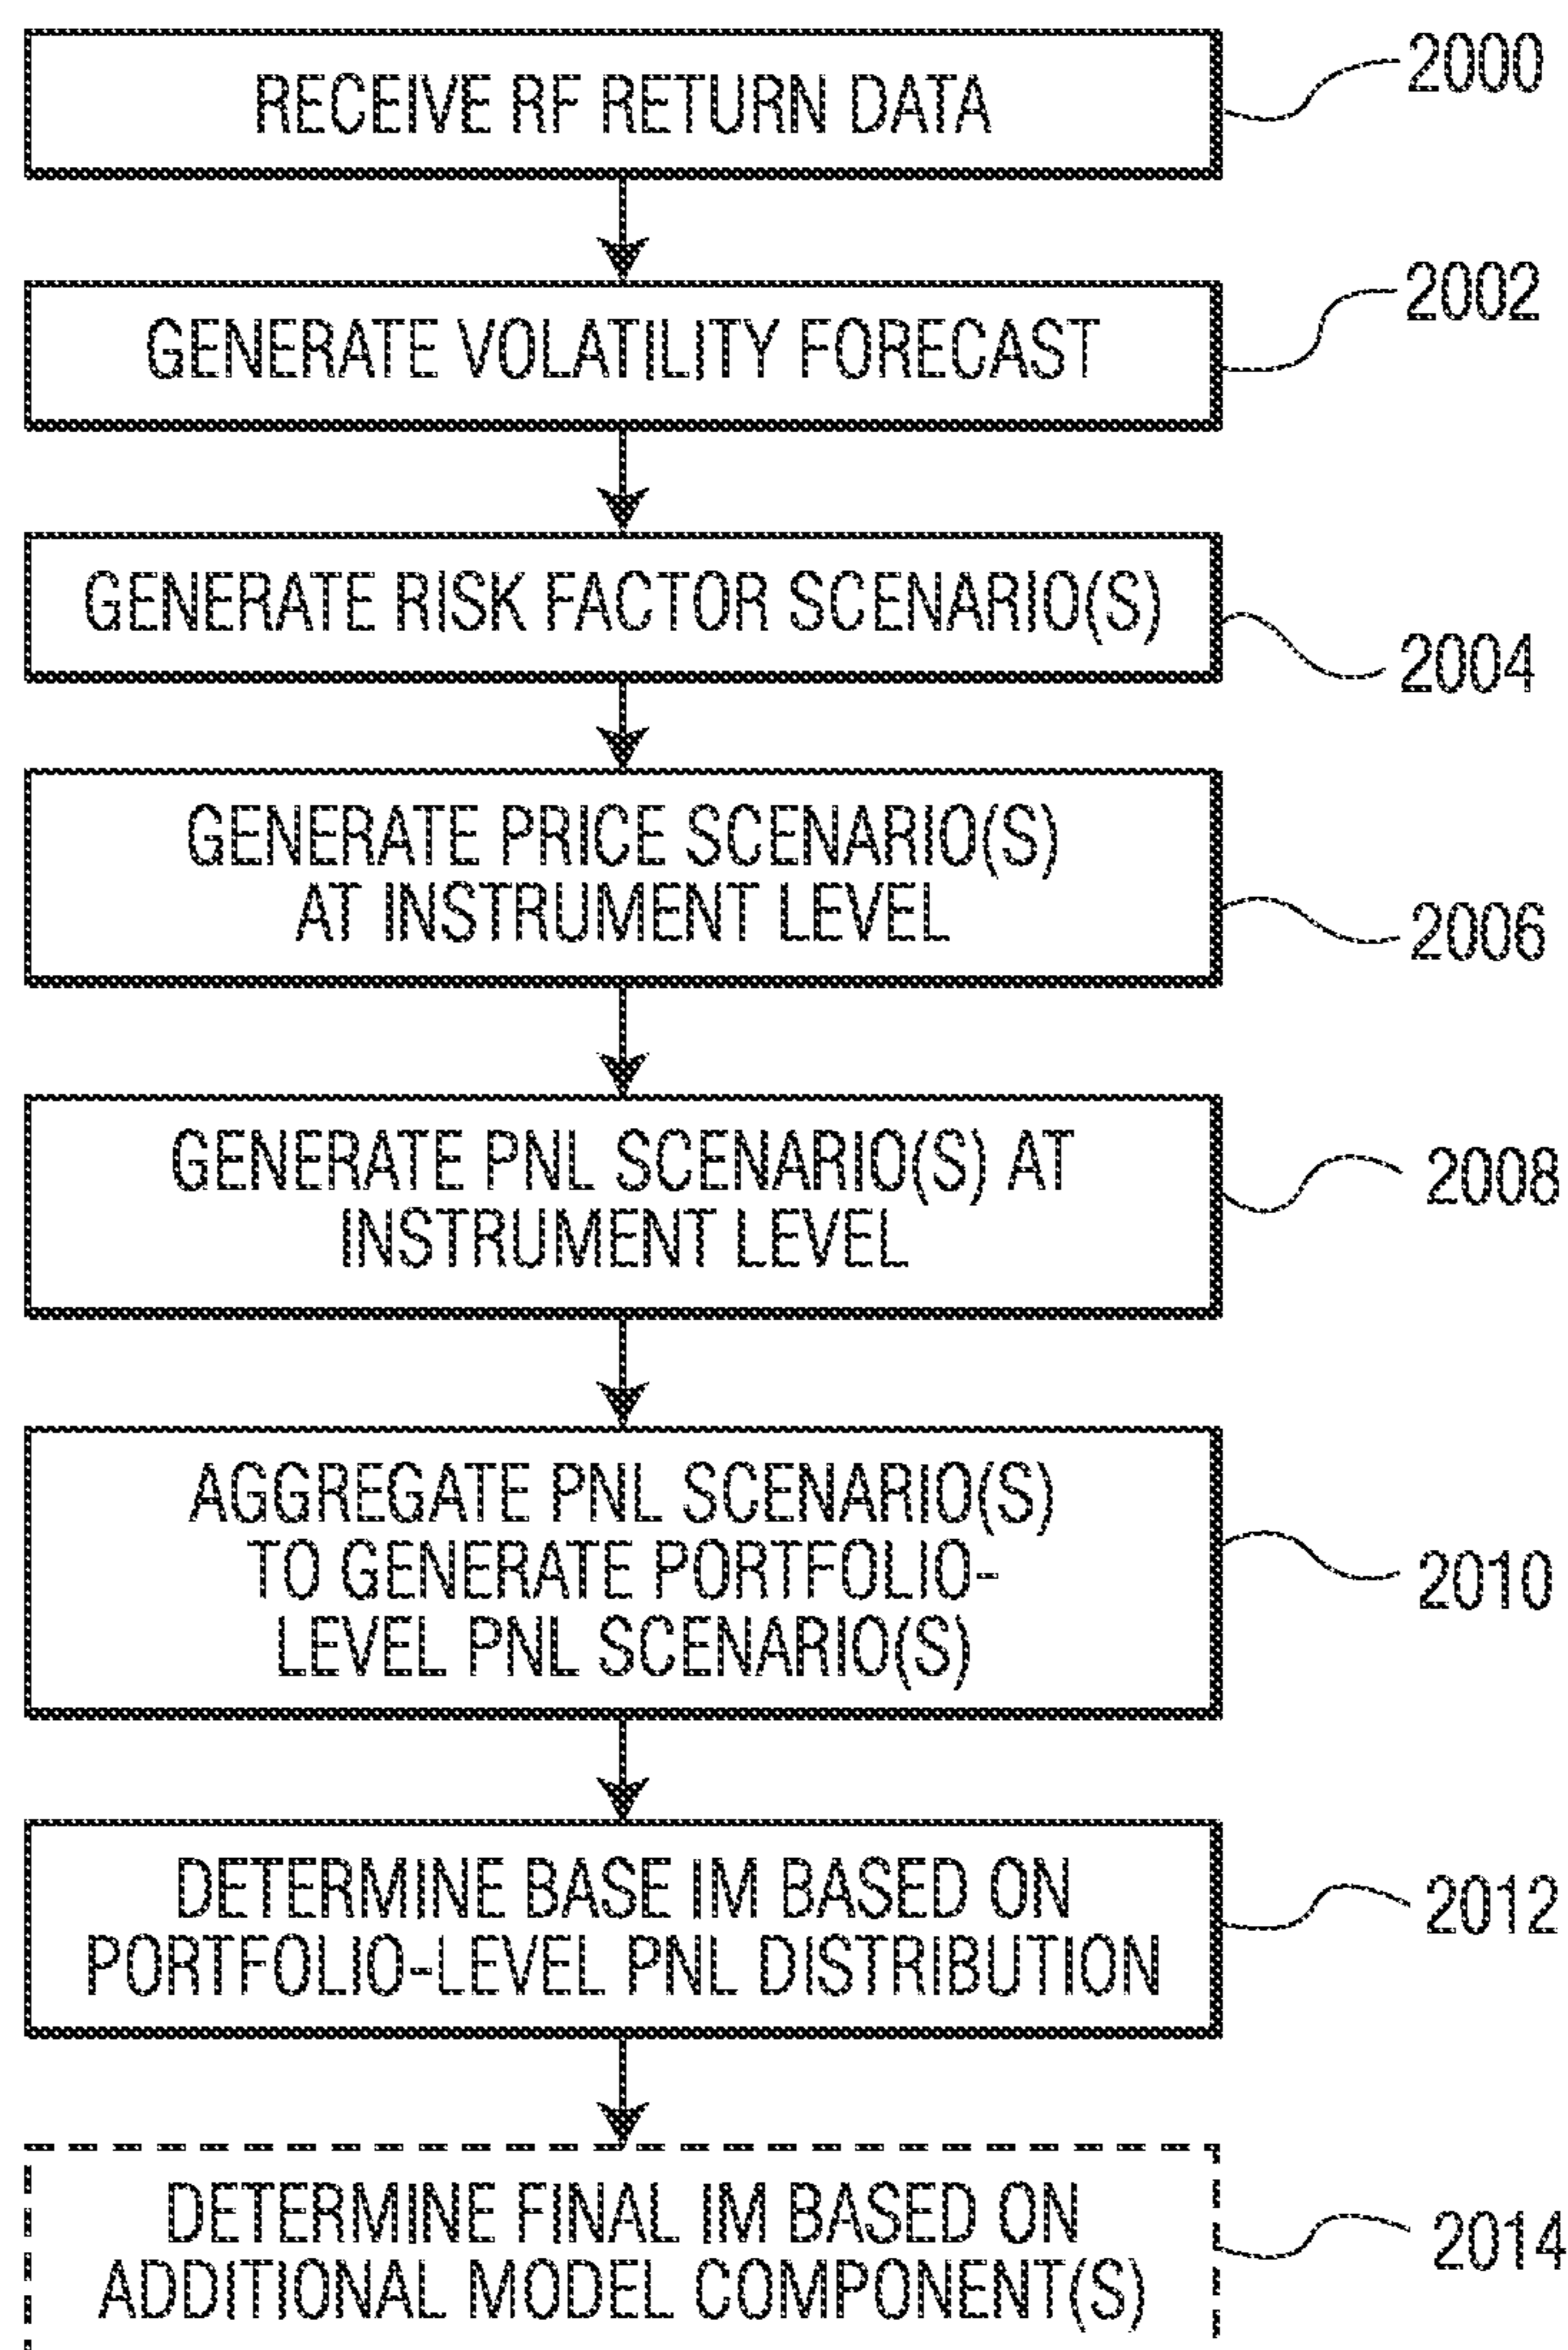 RECEIVE RF RETURN DATA
2000
GENERATE VOLATILITY FORECAST
2002
GENERATE RISK FACTOR SCENARIO(S)
2004
GENERATE PRICE SCENARIO(S)
AT INSTRUMENT LEVEL
2006
GENERATE PNL SCENARIO(S) AT
INSTRUMENT LEVEL
2008
AGGREGATE PNL SCENARIO(S)
TO GENERATE PORTFOLIO-
LEVEL PNL SCENARIO(S)
2010
DETERMINE BASE IM BASED ON
PORTFOLIO-LEVEL PNL DISTRIBUTION
2012
DETERMINE FINAL IM BASED ON
ADDITIONAL MODEL COMPONENT(S)
2014